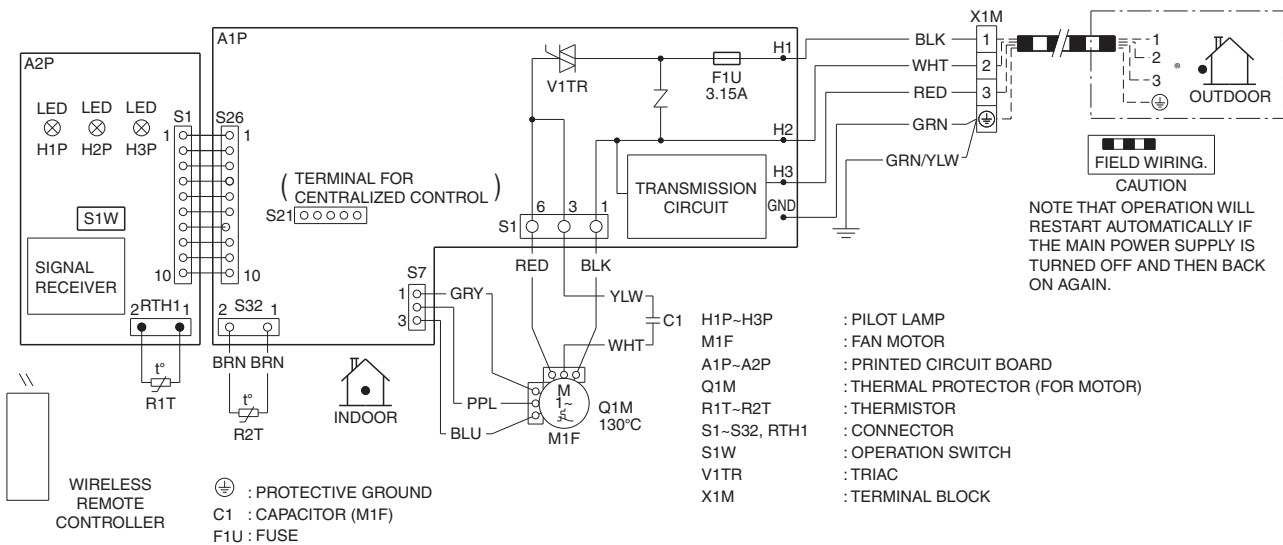 A2P
LED LED LED
H1P H2P H3P
S1
1
10
S1W
SIGNAL
RECEIVER
2 RTH1 1
t°
R1T
WIRELESS
REMOTE
CONTROLLER
A1P
S26
1
10
( TERMINAL FOR
CENTRALIZED CONTROL )
S21
2 S32 1
BRN BRN
t°
R2T
INDOOR
S7
1
3
GRY
PPL
BLU
V1TR
F1U
3.15A
H1
H2
TRANSMISSION
CIRCUIT
H3
GND
6 3 1
S1
RED BLK
YLW
C1
WHT
M
1~
M1F
Q1M
130°C
X1M
BLK 1
WHT 2
RED 3
GRN
GRN/YLW
1
2
3
®
OUTDOOR
FIELD WIRING.
CAUTION
NOTE THAT OPERATION WILL
RESTART AUTOMATICALLY IF
THE MAIN POWER SUPPLY IS
TURNED OFF AND THEN BACK
ON AGAIN.
: PROTECTIVE GROUND
C1 : CAPACITOR (M1F)
F1U : FUSE
H1P~H3P : PILOT LAMP
M1F : FAN MOTOR
A1P~A2P : PRINTED CIRCUIT BOARD
Q1M : THERMAL PROTECTOR (FOR MOTOR)
R1T~R2T : THERMISTOR
S1~S32, RTH1 : CONNECTOR
S1W : OPERATION SWITCH
V1TR : TRIAC
X1M : TERMINAL BLOCK